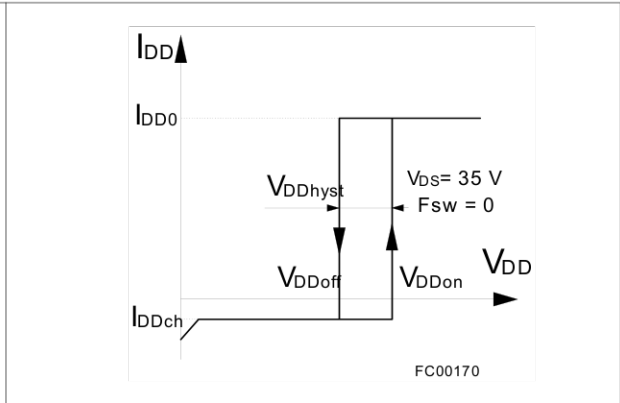 IDD
IDD0
VDDhyst
VDS= 35 V
Fsw = 0
VDDoff
VDDon
VDD
IDDch
FC00170